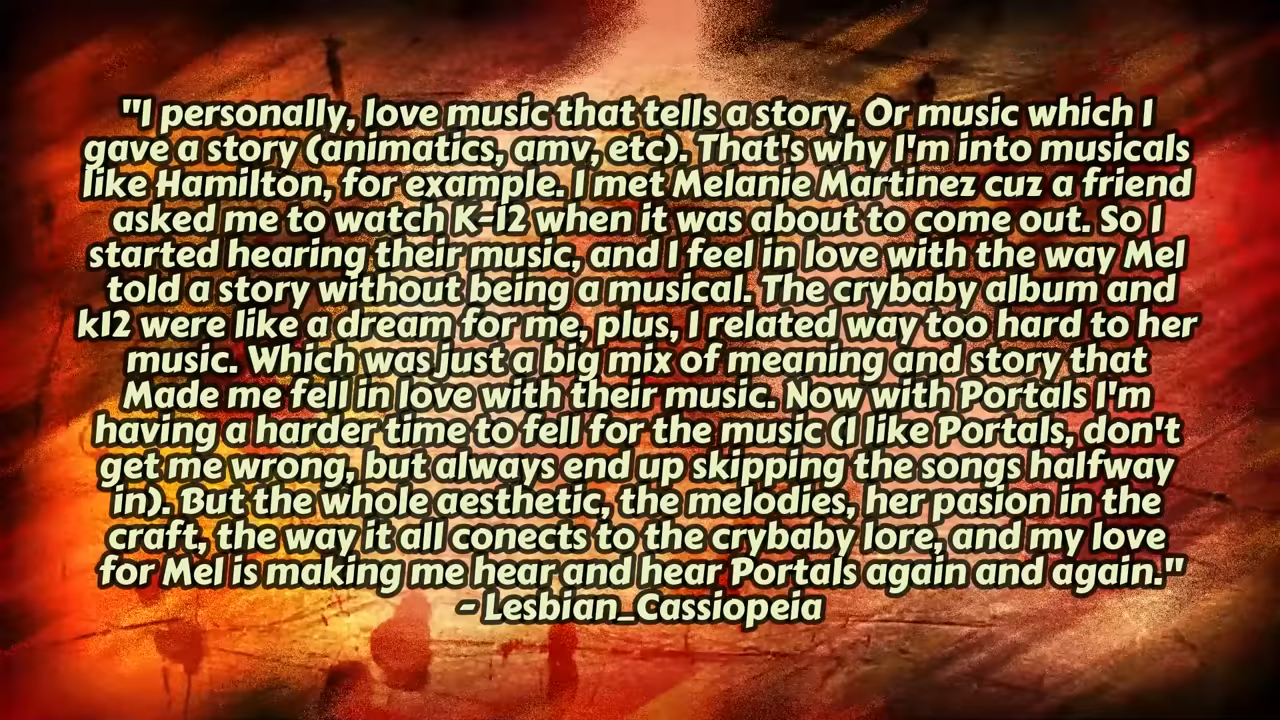 "I personally, love music that tells a story. Or music which I
gave a story (animatics, amv, etc). That's why I'm into musicals
like Hamilton, for example. I met Melanie Martinez cuz a friend
asked me to watch K-12 when it was about to come out. So I
started hearing their music, and I feel in love with the way Mel
told a story without being a musical. The crybaby album and
k12 were like a dream for me, plus, I related way too hard to her
music. Which was just a big mix of meaning and story that
Made me fell in love with their music. Now with Portals I'm
having a harder time to fell for the music (I like Portals, don't
get me wrong, but always end up skipping the songs halfway
in). But the whole aesthetic, the melodies, her pasion in the
craft, the way it all conects to the crybaby lore, and my love
for Mel is making me hear and hear Portals again and again."
- Lesbian_Cassiopeia